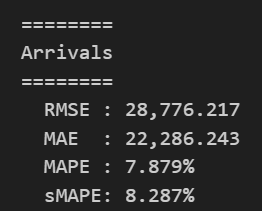 ========
Arrivals
========
RMSE : 28,776.217
MAE  : 22,286.243
MAPE : 7.879%
sMAPE: 8.287%